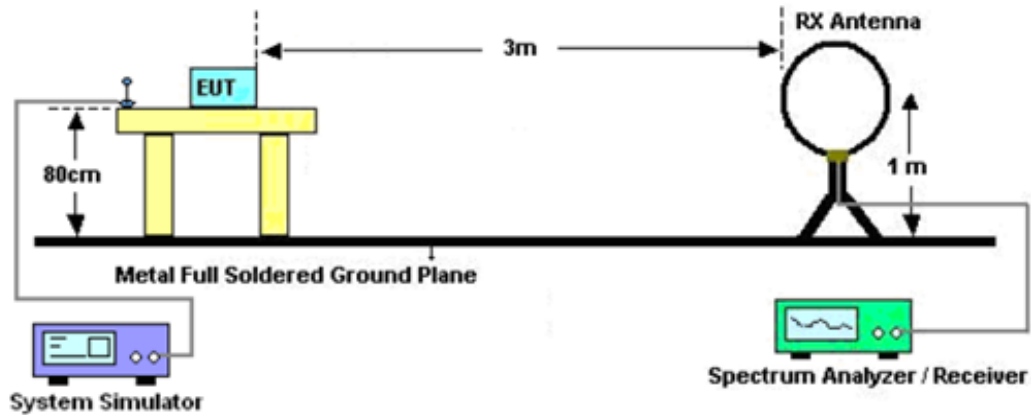 RX Antenna
3m
EUT
80cm
1 m
Metal Full Soldered Ground Plane
System Simulator
Spectrum Analyzer / Receiver